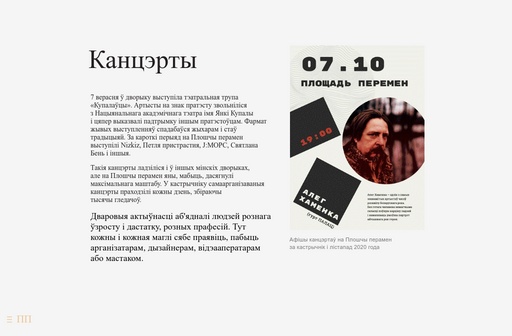 Канцэрты
7 верасня ў дворыку выступіла тэатральная трупа
«Купалаўцы». Артысты на знак пратэсту звольніліся
з Нацыянальнага акадэмічнага тэатра імя Янкі Купалы
і цяпер выказвалі падтрымку іншым пратэстоўцам. Фармат
жывых выступленняў спадабаўся жыхарам і стаў
традыцыяй. За кароткі перыяд на Плошчы перамен
выступілі Nizkiz, Петля пристрастия, J:МОРС, Святлана
Бень і іншыя.
Такія канцэрты ладзіліся і ў іншых мінскіх дворыках,
але на Плошчы перамен яны, мабыць, дасягнулі
максімальнага маштабу. У кастрычніку самаарганізаваныя
канцэрты праходзілі кожны дзень, збіраючы
тысячы гледачоў.
Дваровыя актыўнасці аб'ядналі людзей рознага
ўзросту і дастатку, розных прафесій. Тут
кожны і кожная маглі сябе праявіць, пабыць
арганізатарам, дызайнерам, відэааператарам
або мастаком.
07.10
ПЛОЩАДЬ ПЕРЕМЕН
19:00
АЛЕГ
ХАМЕНКА
(гурт ПАЛАЦ)
Афішы канцэртаў на Плошчы перамен
за кастрычнік і лістапад 2020 года
ПП